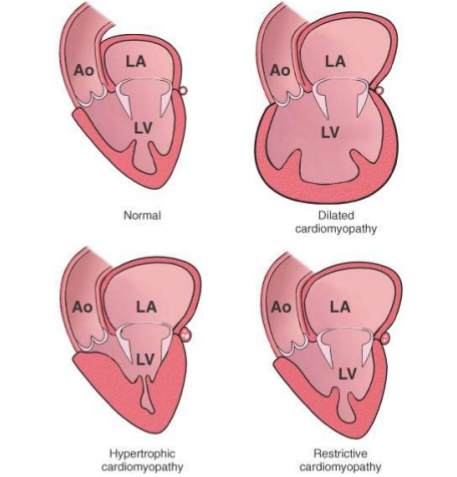 Ao
LA
LV
Normal
Ao
LA
LV
Dilated
cardiomyopathy
Ao
LA
LV
Hypertrophic
cardiomyopathy
Ao
LA
LV
Restrictive
cardiomyopathy